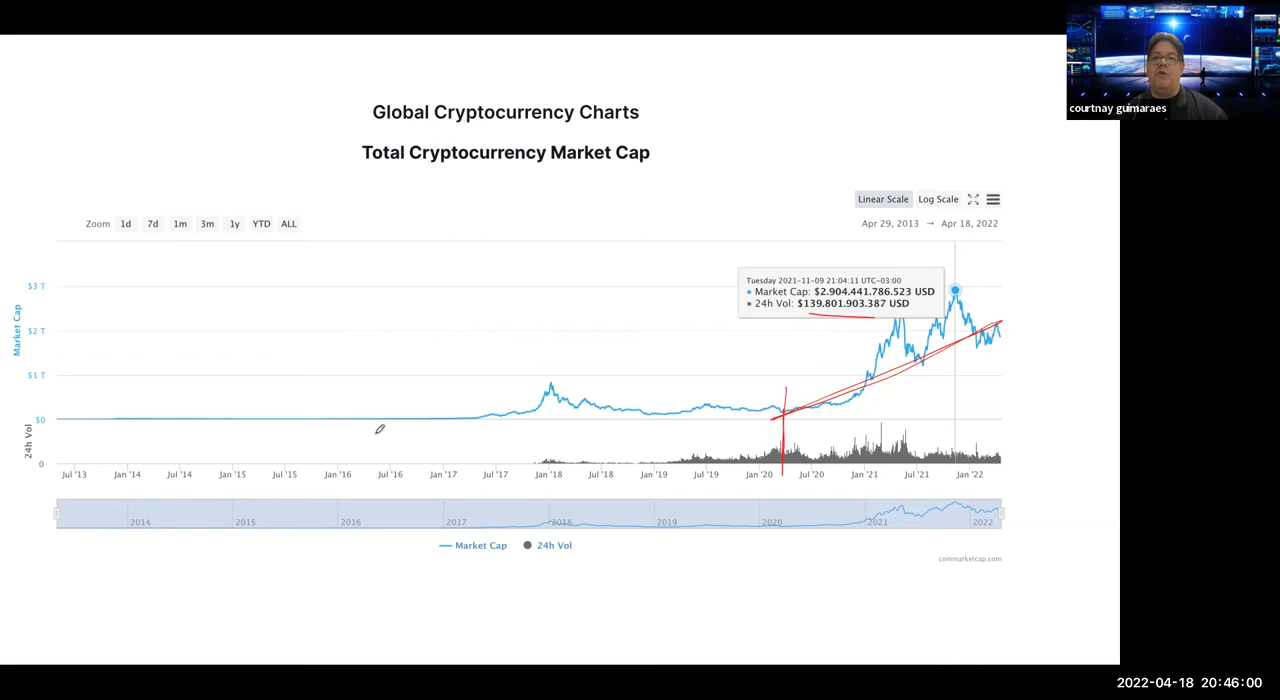 courtnay guimaraes
Global Cryptocurrency Charts
Total Cryptocurrency Market Cap
Linear Scale Log Scale
Zoom 1d 7d 1m 3m 1y YTD ALL
Apr 29, 2013 → Apr 18, 2022
Tuesday 2021-11-09 21:04:11 UTC-03:00
Market Cap: $2.904.441.786.523 USD
24h Vol: $139.801.903.387 USD
Market Cap
$3 T
$2 T
$1 T
$0
24h Vol
0
Jul '13 Jan '14 Jul '14 Jan '15 Jul '15 Jan '16 Jul '16 Jan '17 Jul '17 Jan '18 Jul '18 Jan '19 Jul '19 Jan '20 Jul '20 Jan '21 Jul '21 Jan '22
2014 2015 2016 2017 2018 2019 2020 2021 2022
Market Cap 24h Vol
coinmarketcap.com
2022-04-18 20:46:00